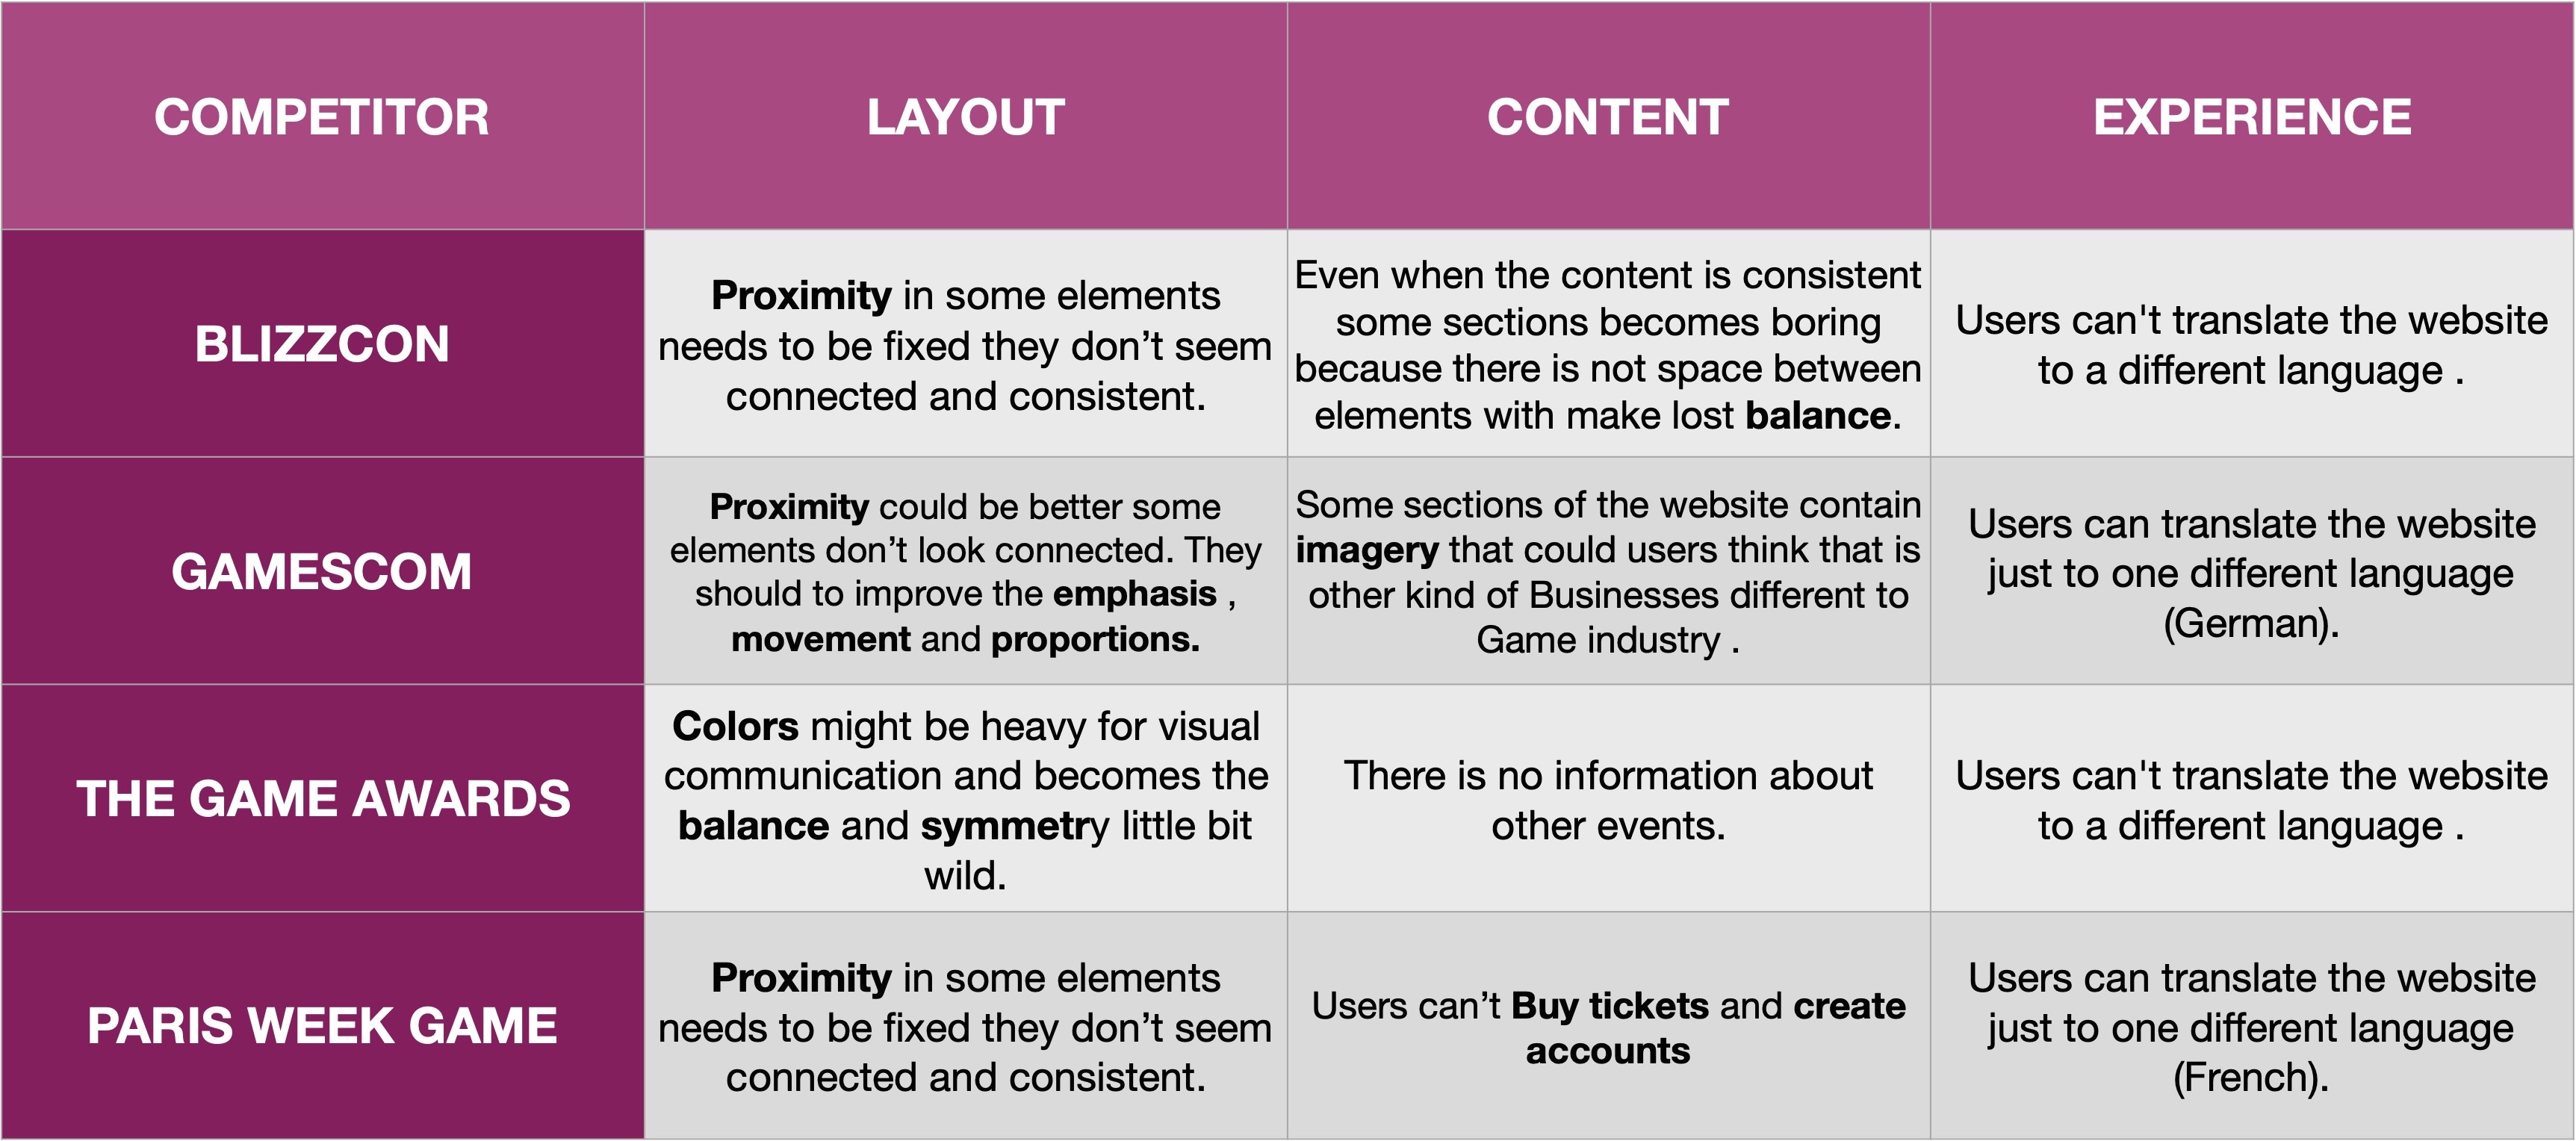 COMPETITOR
LAYOUT
CONTENT
EXPERIENCE
BLIZZCON
Proximity in some elements
needs to be fixed they don’t seem
connected and consistent.
Even when the content is consistent
some sections becomes boring
because there is not space between
elements with make lost balance.
Users can't translate the website
to a different language .
GAMESCOM
Proximity could be better some
elements don’t look connected. They
should to improve the emphasis ,
movement and proportions.
Some sections of the website contain
imagery that could users think that is
other kind of Businesses different to
Game industry .
Users can translate the website
just to one different language
(German).
THE GAME AWARDS
Colors might be heavy for visual
communication and becomes the
balance and symmetry little bit
wild.
There is no information about
other events.
Users can't translate the website
to a different language .
PARIS WEEK GAME
Proximity in some elements
needs to be fixed they don’t seem
connected and consistent.
Users can’t Buy tickets and create
accounts
Users can translate the website
just to one different language
(French).